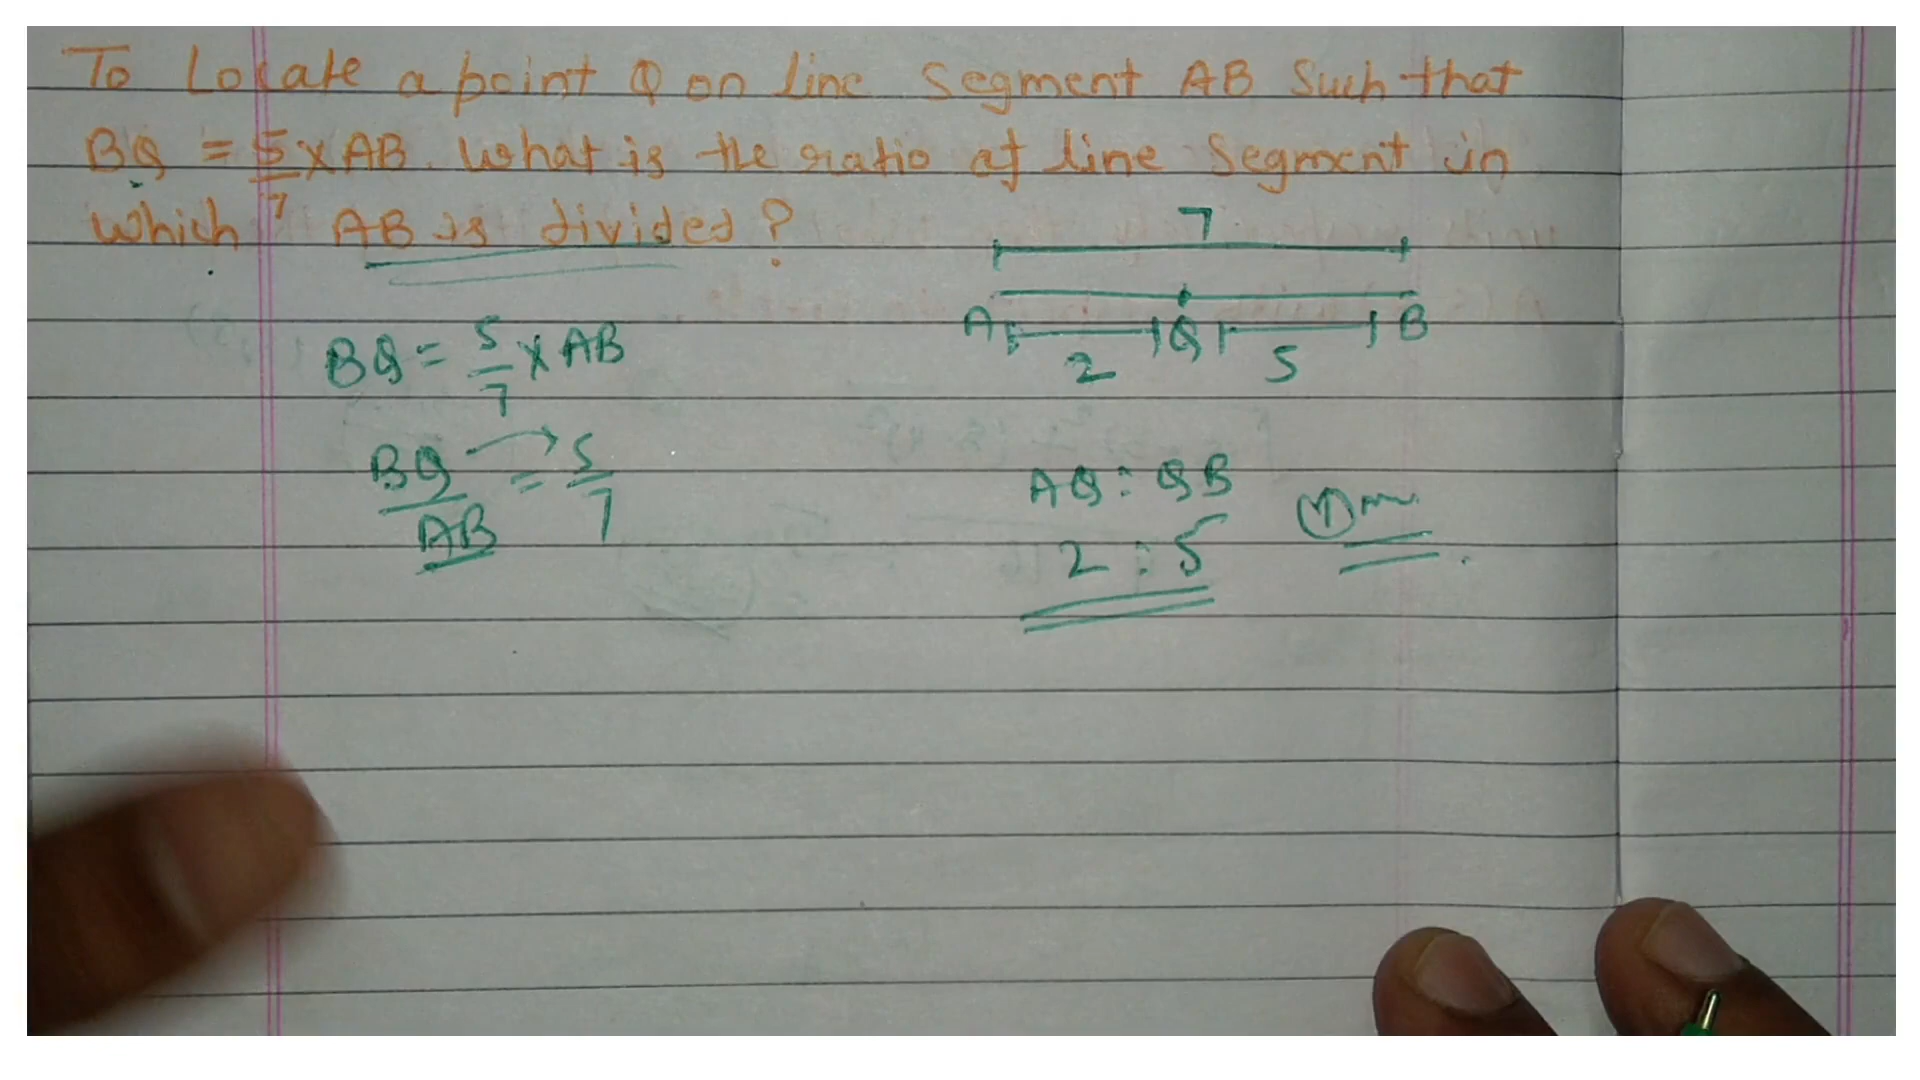 To Locate a point Q on line segment AB Such that
BQ = 5/7 X AB. What is the ratio of line segment in
which AB is divided?
7
A Q B
2 5
BQ = 5/7 X AB
BQ/AB = 5/7
AQ : QB
2 : 5